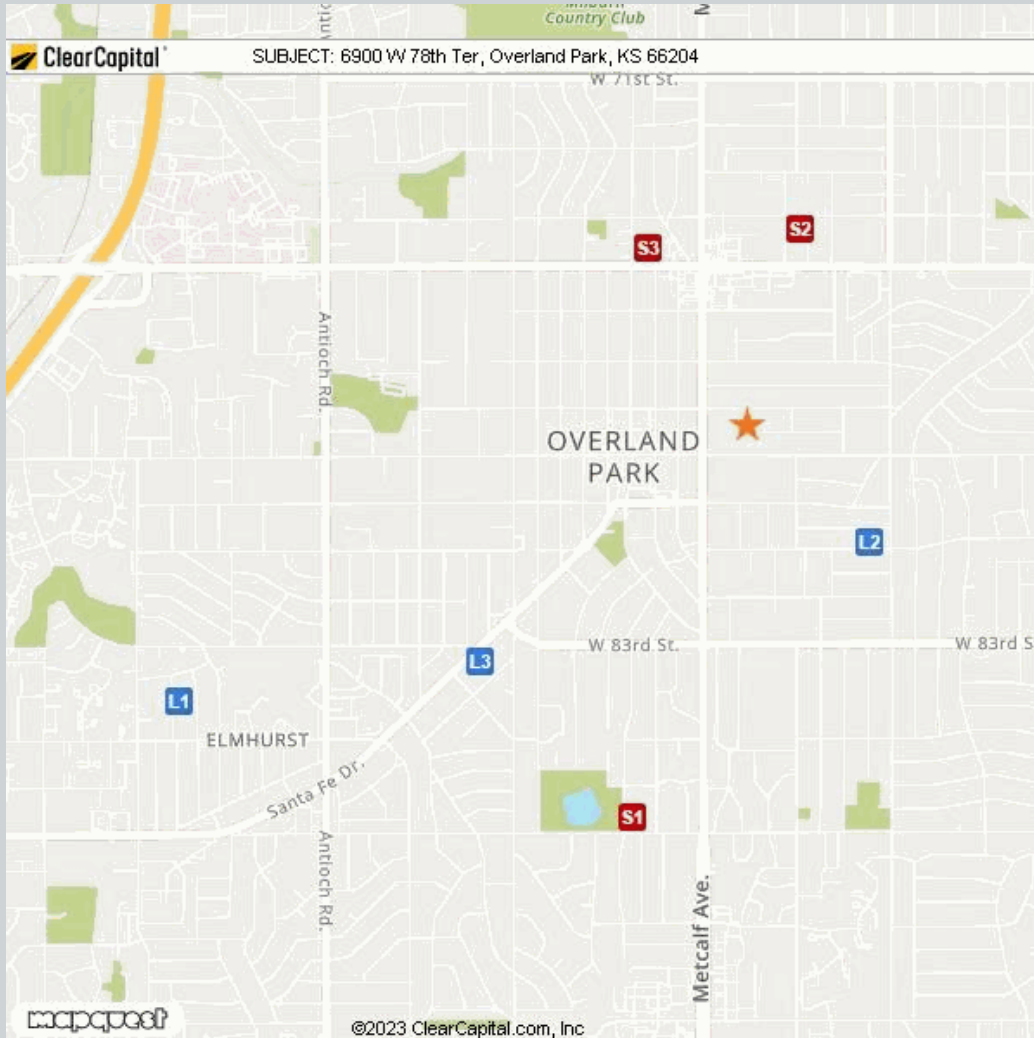 Milburn
Country Club
ClearCapital
SUBJECT: 6900 W 78th Ter, Overland Park, KS 66204
W 71st St.
S2
S3
Antioch Rd.
OVERLAND
PARK
L2
W 83rd St.
W 83rd S
L3
L1
ELMHURST
Santa Fe Dr.
S1
Antioch Rd.
Metcalf Ave.
mapquest
©2023 ClearCapital.com, Inc